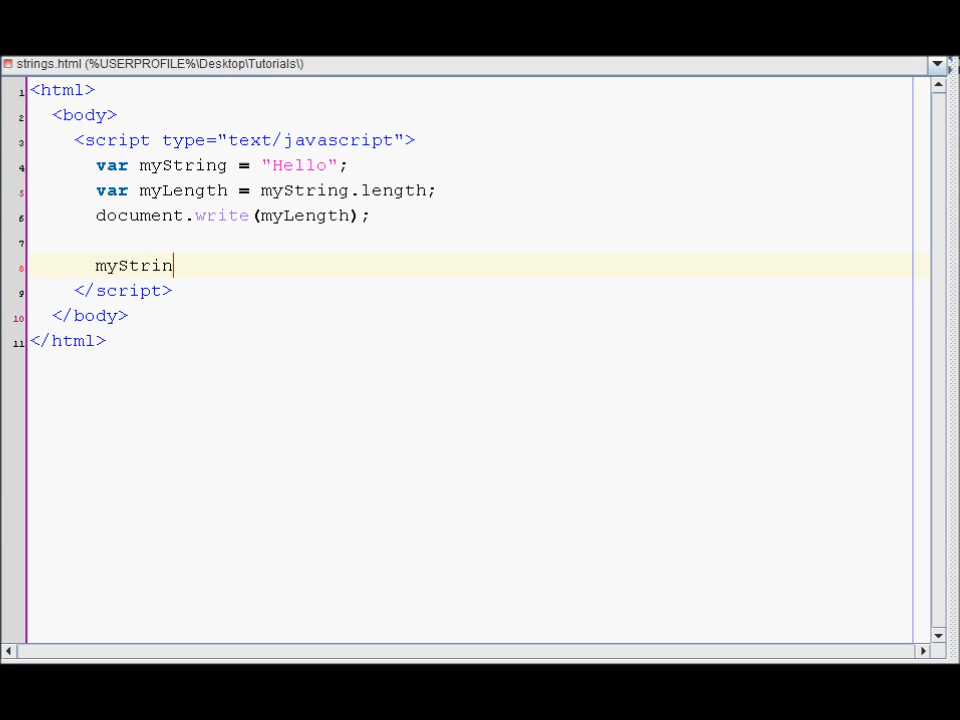 strings.html (%USERPROFILE%\Desktop\Tutorials\)
1 <html>
2 <body>
3 <script type="text/javascript">
4 var myString = "Hello";
5 var myLength = myString.length;
6 document.write(myLength);
7
8 myStrin
9 </script>
10 </body>
11 </html>